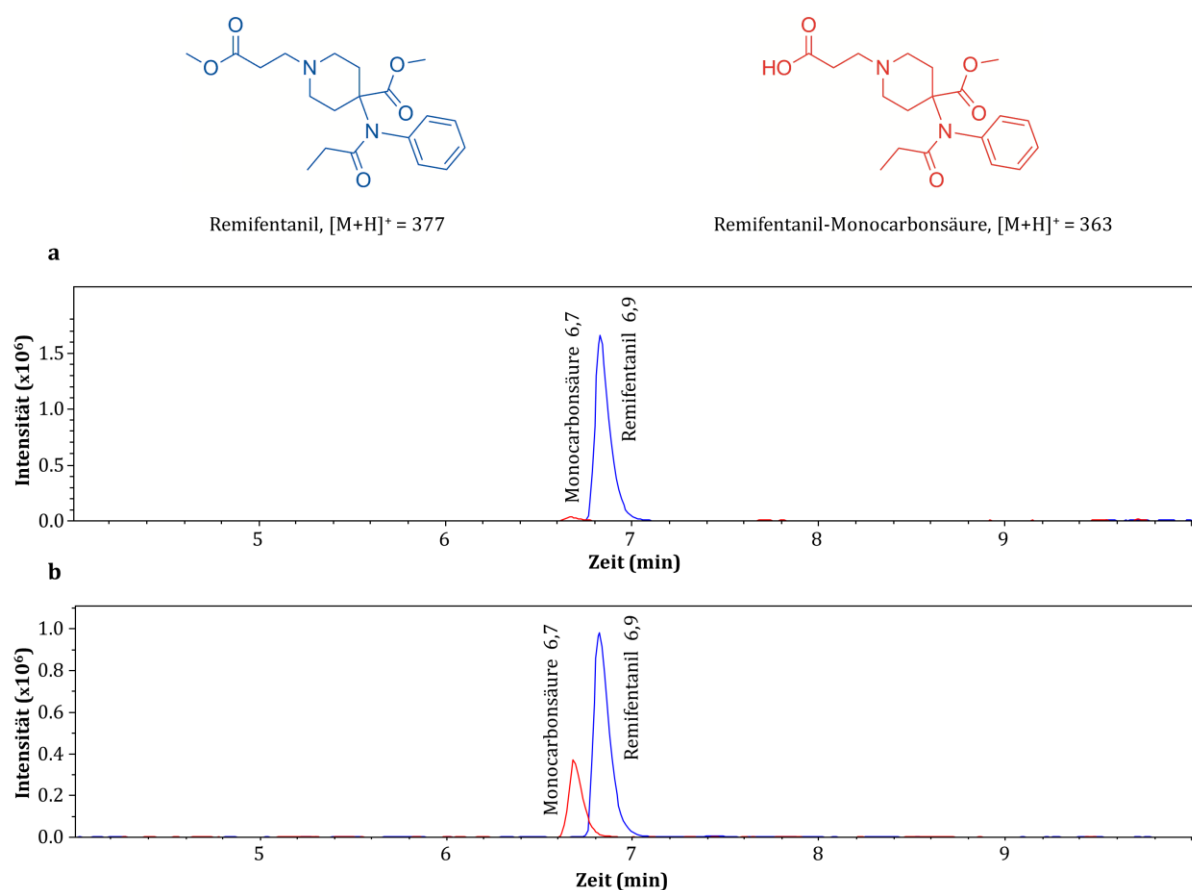 O
O
N
O
O
N
O
O
HO
N
O
O
N
O
Remifentanil, [M+H]⁺ = 377
Remifentanil-Monocarbonsäure, [M+H]⁺ = 363
a
Intensität (x10⁶)
1.5
1.0
0.5
0.0
Monocarbonsäure 6,7
Remifentanil 6,9
5
6
7
8
9
Zeit (min)
b
Intensität (x10⁶)
1.0
0.8
0.6
0.4
0.2
0.0
Monocarbonsäure 6,7
Remifentanil 6,9
5
6
7
8
9
Zeit (min)